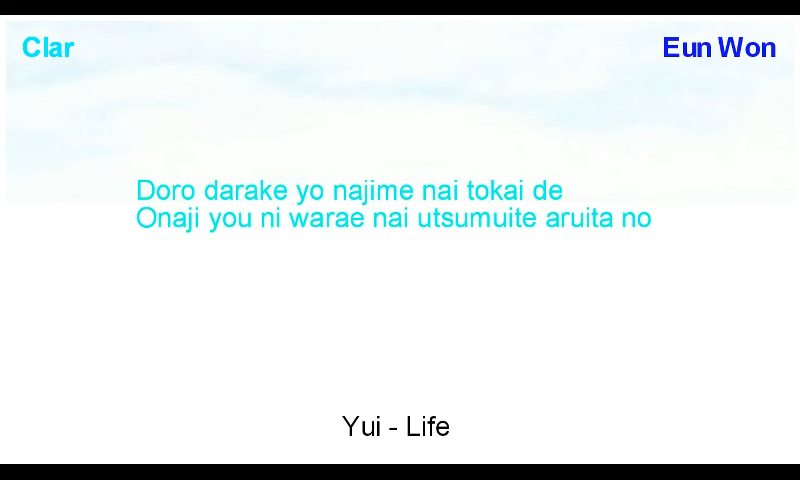 Clar
Eun Won
Doro darake yo najime nai tokai de
Onaji you ni warae nai utsumuite aruita no
Yui - Life